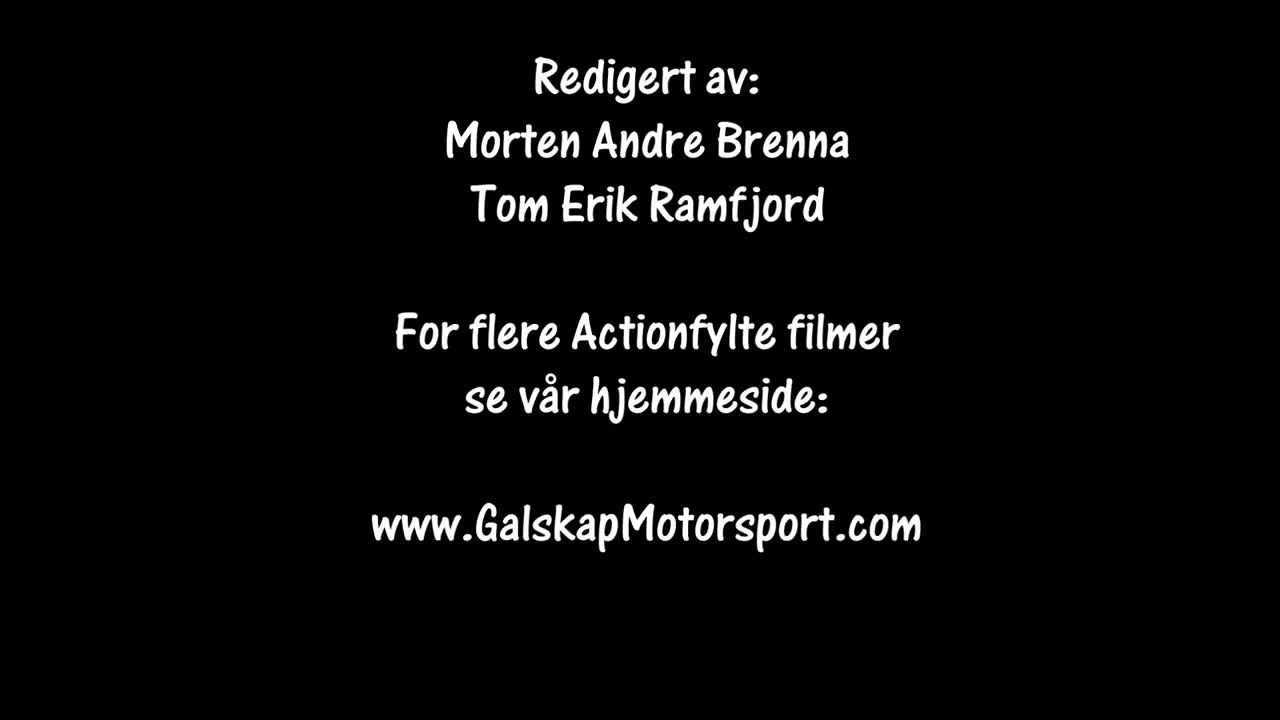 Redigert av:
Morten Andre Brenna
Tom Erik Ramfjord
For flere Actionfylte filmer
se vår hjemmeside:
www.GalskapMotorsport.com